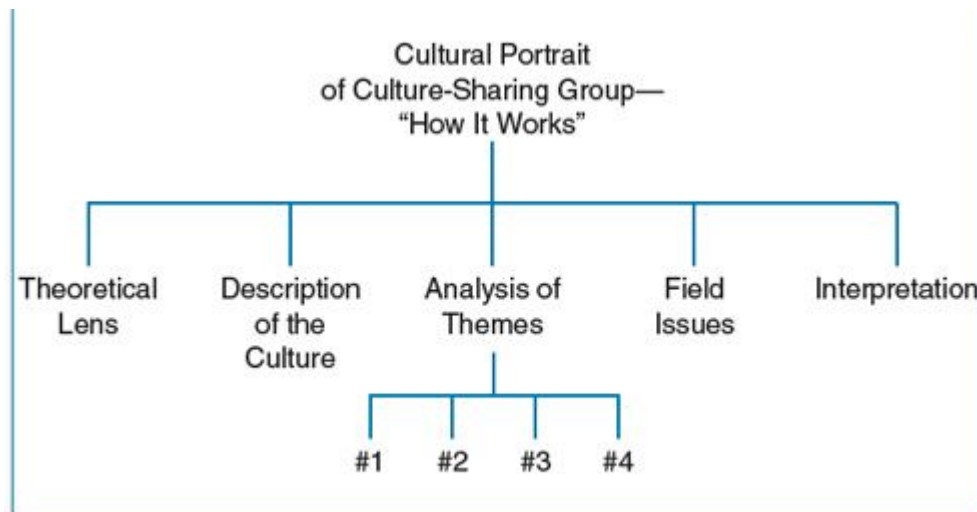 Cultural Portrait
of Culture-Sharing Group—
“How It Works”
Theoretical
Lens
Description
of the
Culture
Analysis of
Themes
Field
Issues
Interpretation
#1
#2
#3
#4